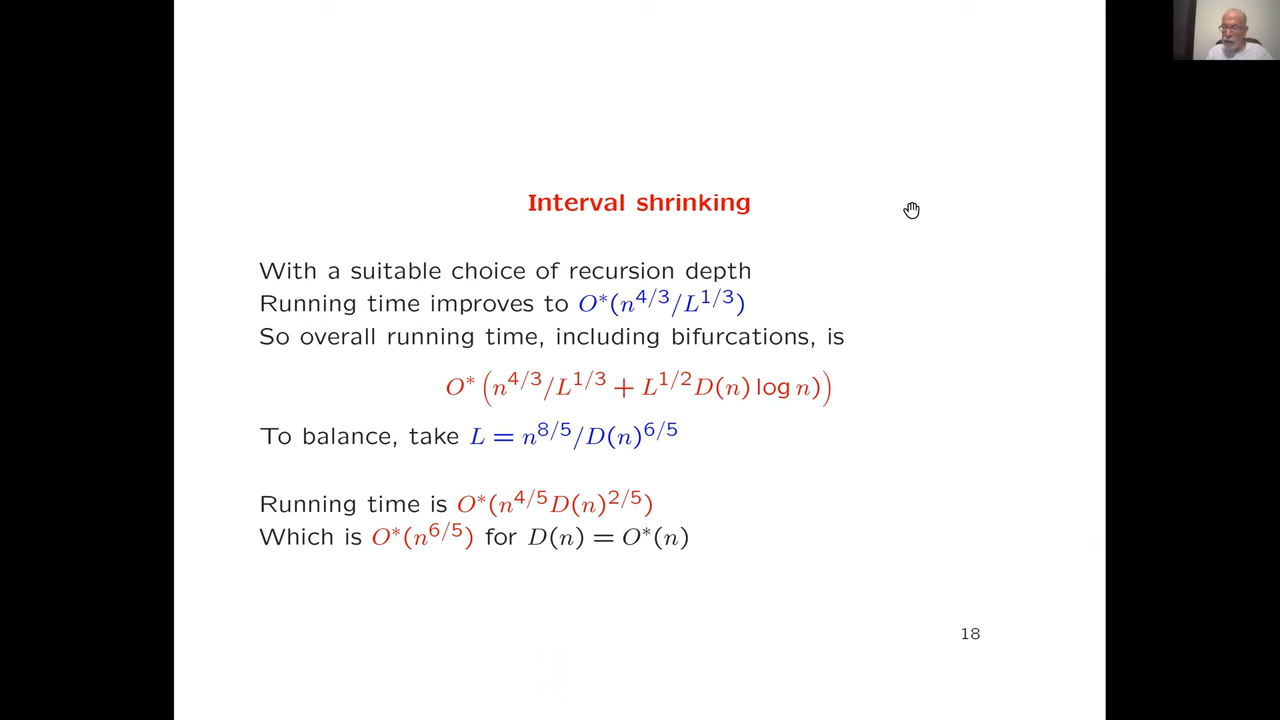 Interval shrinking
With a suitable choice of recursion depth
Running time improves to O*(n^{4/3}/L^{1/3})
So overall running time, including bifurcations, is
O*(n^{4/3}/L^{1/3} + L^{1/2}D(n) log n))
To balance, take L = n^{8/5}/D(n)^{6/5}
Running time is O*(n^{4/5}D(n)^{2/5})
Which is O*(n^{6/5}) for D(n) = O*(n)
18